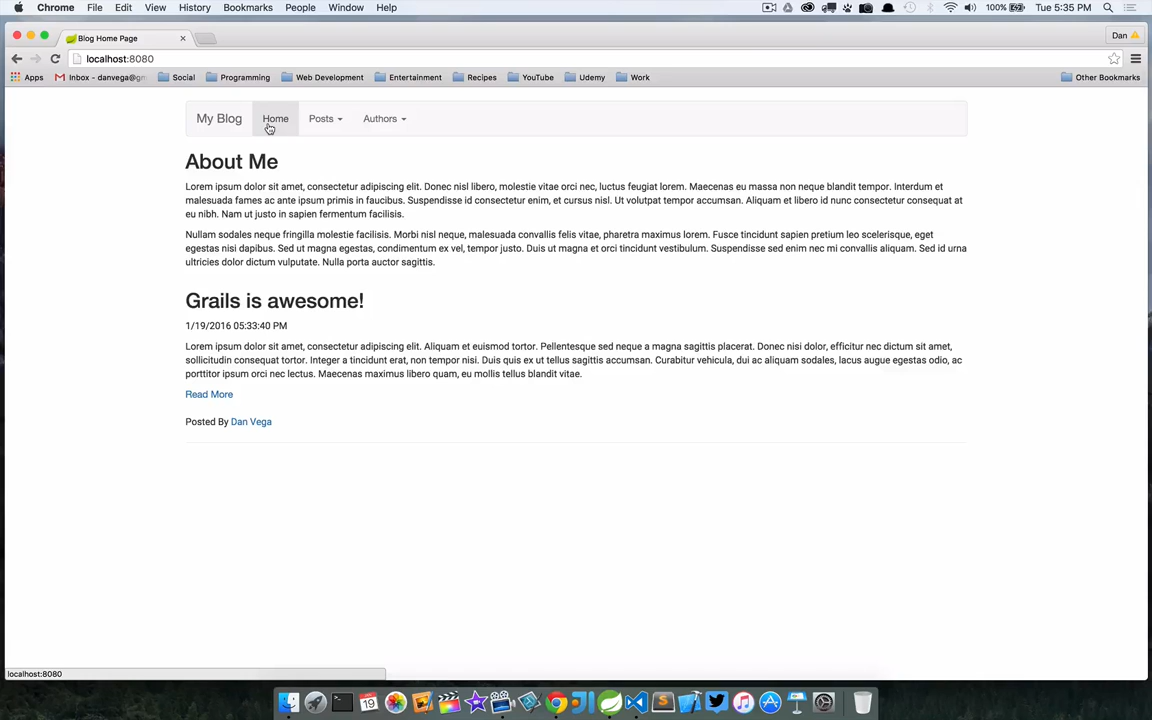 Chrome File Edit View History Bookmarks People Window Help 100% Tue 5:35 PM
Blog Home Page Dan
localhost:8080
Apps Inbox - danvega@gm Social Programming Web Development Entertainment Recipes YouTube Udemy Work Other Bookmarks
My Blog Home Posts Authors
About Me
Lorem ipsum dolor sit amet, consectetur adipiscing elit. Donec nisl libero, molestie vitae orci nec, luctus feugiat lorem. Maecenas eu massa non neque blandit tempor. Interdum et
malesuada fames ac ante ipsum primis in faucibus. Suspendisse id consectetur enim, et cursus nisl. Ut volutpat tempor accumsan. Aliquam et libero id nunc consectetur consequat at
eu nibh. Nam ut justo in sapien fermentum facilisis.
Nullam sodales neque fringilla molestie facilisis. Morbi nisl neque, malesuada convallis felis vitae, pharetra maximus lorem. Fusce tincidunt sapien pretium leo scelerisque, eget
egestas nisi dapibus. Sed ut magna egestas, condimentum ex vel, tempor justo. Duis ut magna et orci tincidunt vestibulum. Suspendisse sed enim nec mi convallis aliquam. Sed id urna
ultricies dolor dictum vulputate. Nulla porta auctor sagittis.
Grails is awesome!
1/19/2016 05:33:40 PM
Lorem ipsum dolor sit amet, consectetur adipiscing elit. Aliquam et euismod tortor. Pellentesque sed neque a magna sagittis placerat. Donec nisi dolor, efficitur nec dictum sit amet,
sollicitudin consequat tortor. Integer a tincidunt erat, non tempor nisi. Duis quis ex ut tellus sagittis accumsan. Curabitur vehicula, dui ac aliquam sodales, lacus augue egestas odio, ac
porttitor ipsum orci nec lectus. Maecenas maximus libero quam, eu mollis tellus blandit vitae.
Read More
Posted By Dan Vega
localhost:8080
19